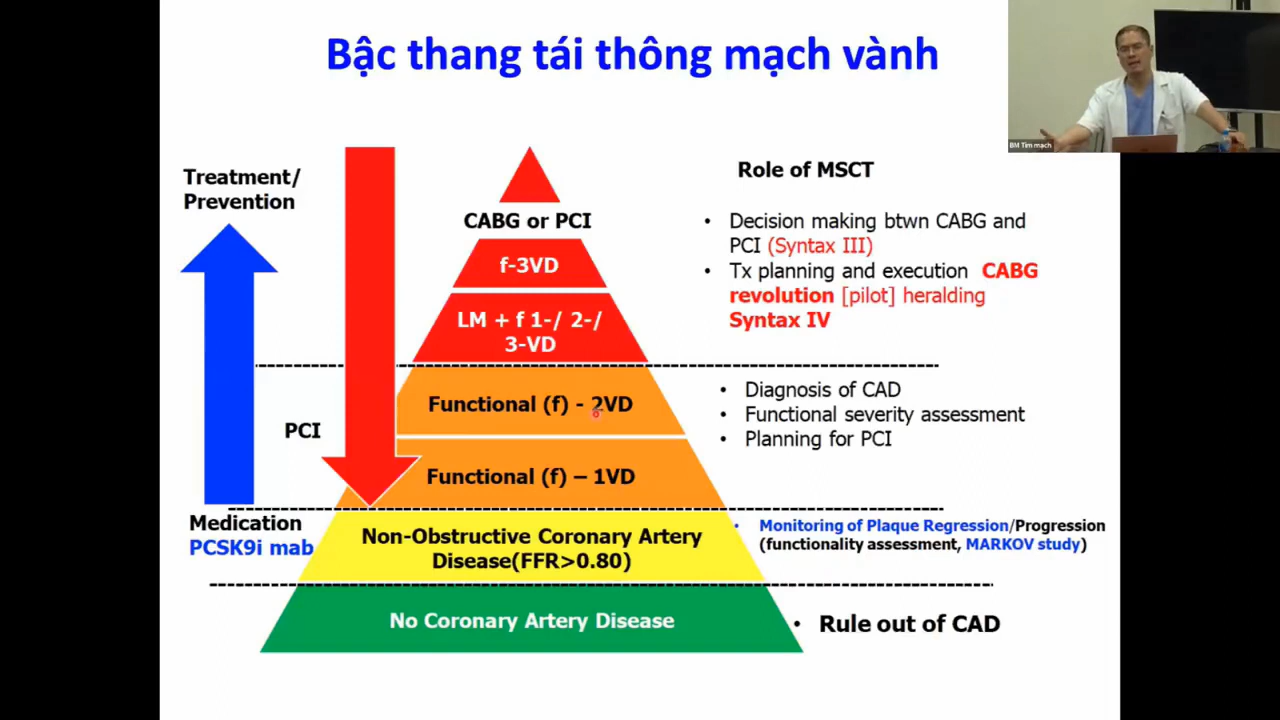 Bậc thang tái thông mạch vành
BM Tim mach
Treatment/
Prevention
CABG or PCI
f-3VD
LM + f 1-/ 2-/
3-VD
Role of MSCT
• Decision making btwn CABG and
PCI (Syntax III)
• Tx planning and execution CABG
revolution [pilot] heralding
Syntax IV
PCI
Functional (f) - 2VD
Functional (f) – 1VD
• Diagnosis of CAD
• Functional severity assessment
• Planning for PCI
Medication
PCSK9i mab
Non-Obstructive Coronary Artery
Disease(FFR>0.80)
• Monitoring of Plaque Regression/Progression
(functionality assessment, MARKOV study)
No Coronary Artery Disease
• Rule out of CAD